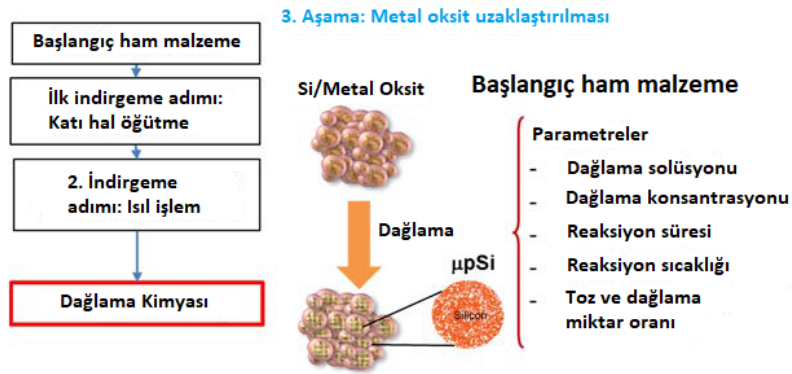 3. Aşama: Metal oksit uzaklaştırılması
Başlangıç ham malzeme
İlk indirgeme adımı:
Katı hal öğütme
2. İndirgeme
adımı: Isıl işlem
Dağlama Kimyası
Si/Metal Oksit
Dağlama
µpSi
Silicon
Başlangıç ham malzeme
Parametreler
- Dağlama solüsyonu
- Dağlama konsantrasyonu
- Reaksiyon süresi
- Reaksiyon sıcaklığı
- Toz ve dağlama
miktar oranı